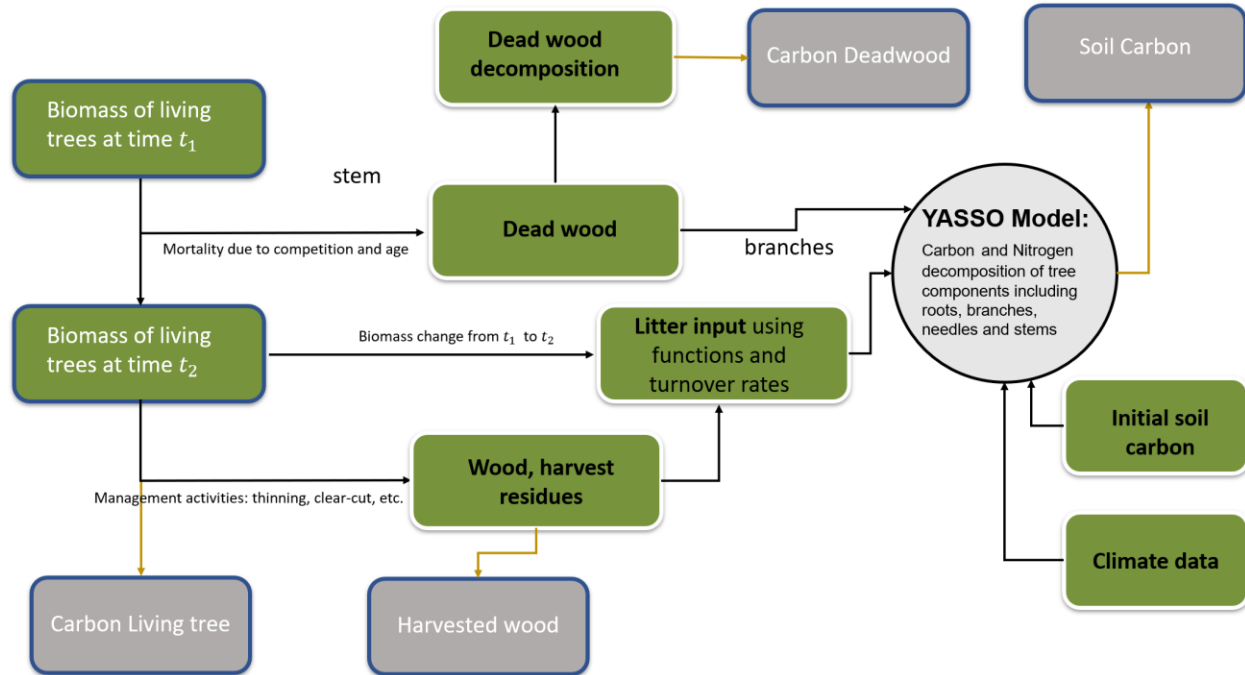 Dead wood
decomposition
Carbon Deadwood
Soil Carbon
Biomass of living
trees at time t₁
stem
Dead wood
Mortality due to competition and age
branches
YASSO Model:
Carbon and Nitrogen
decomposition of tree
components including
roots, branches,
needles and stems
Biomass of living
trees at time t₂
Biomass change from t₁ to t₂
Litter input using
functions and
turnover rates
Initial soil
carbon
Wood, harvest
residues
Management activities: thinning, clear-cut, etc.
Climate data
Carbon Living tree
Harvested wood